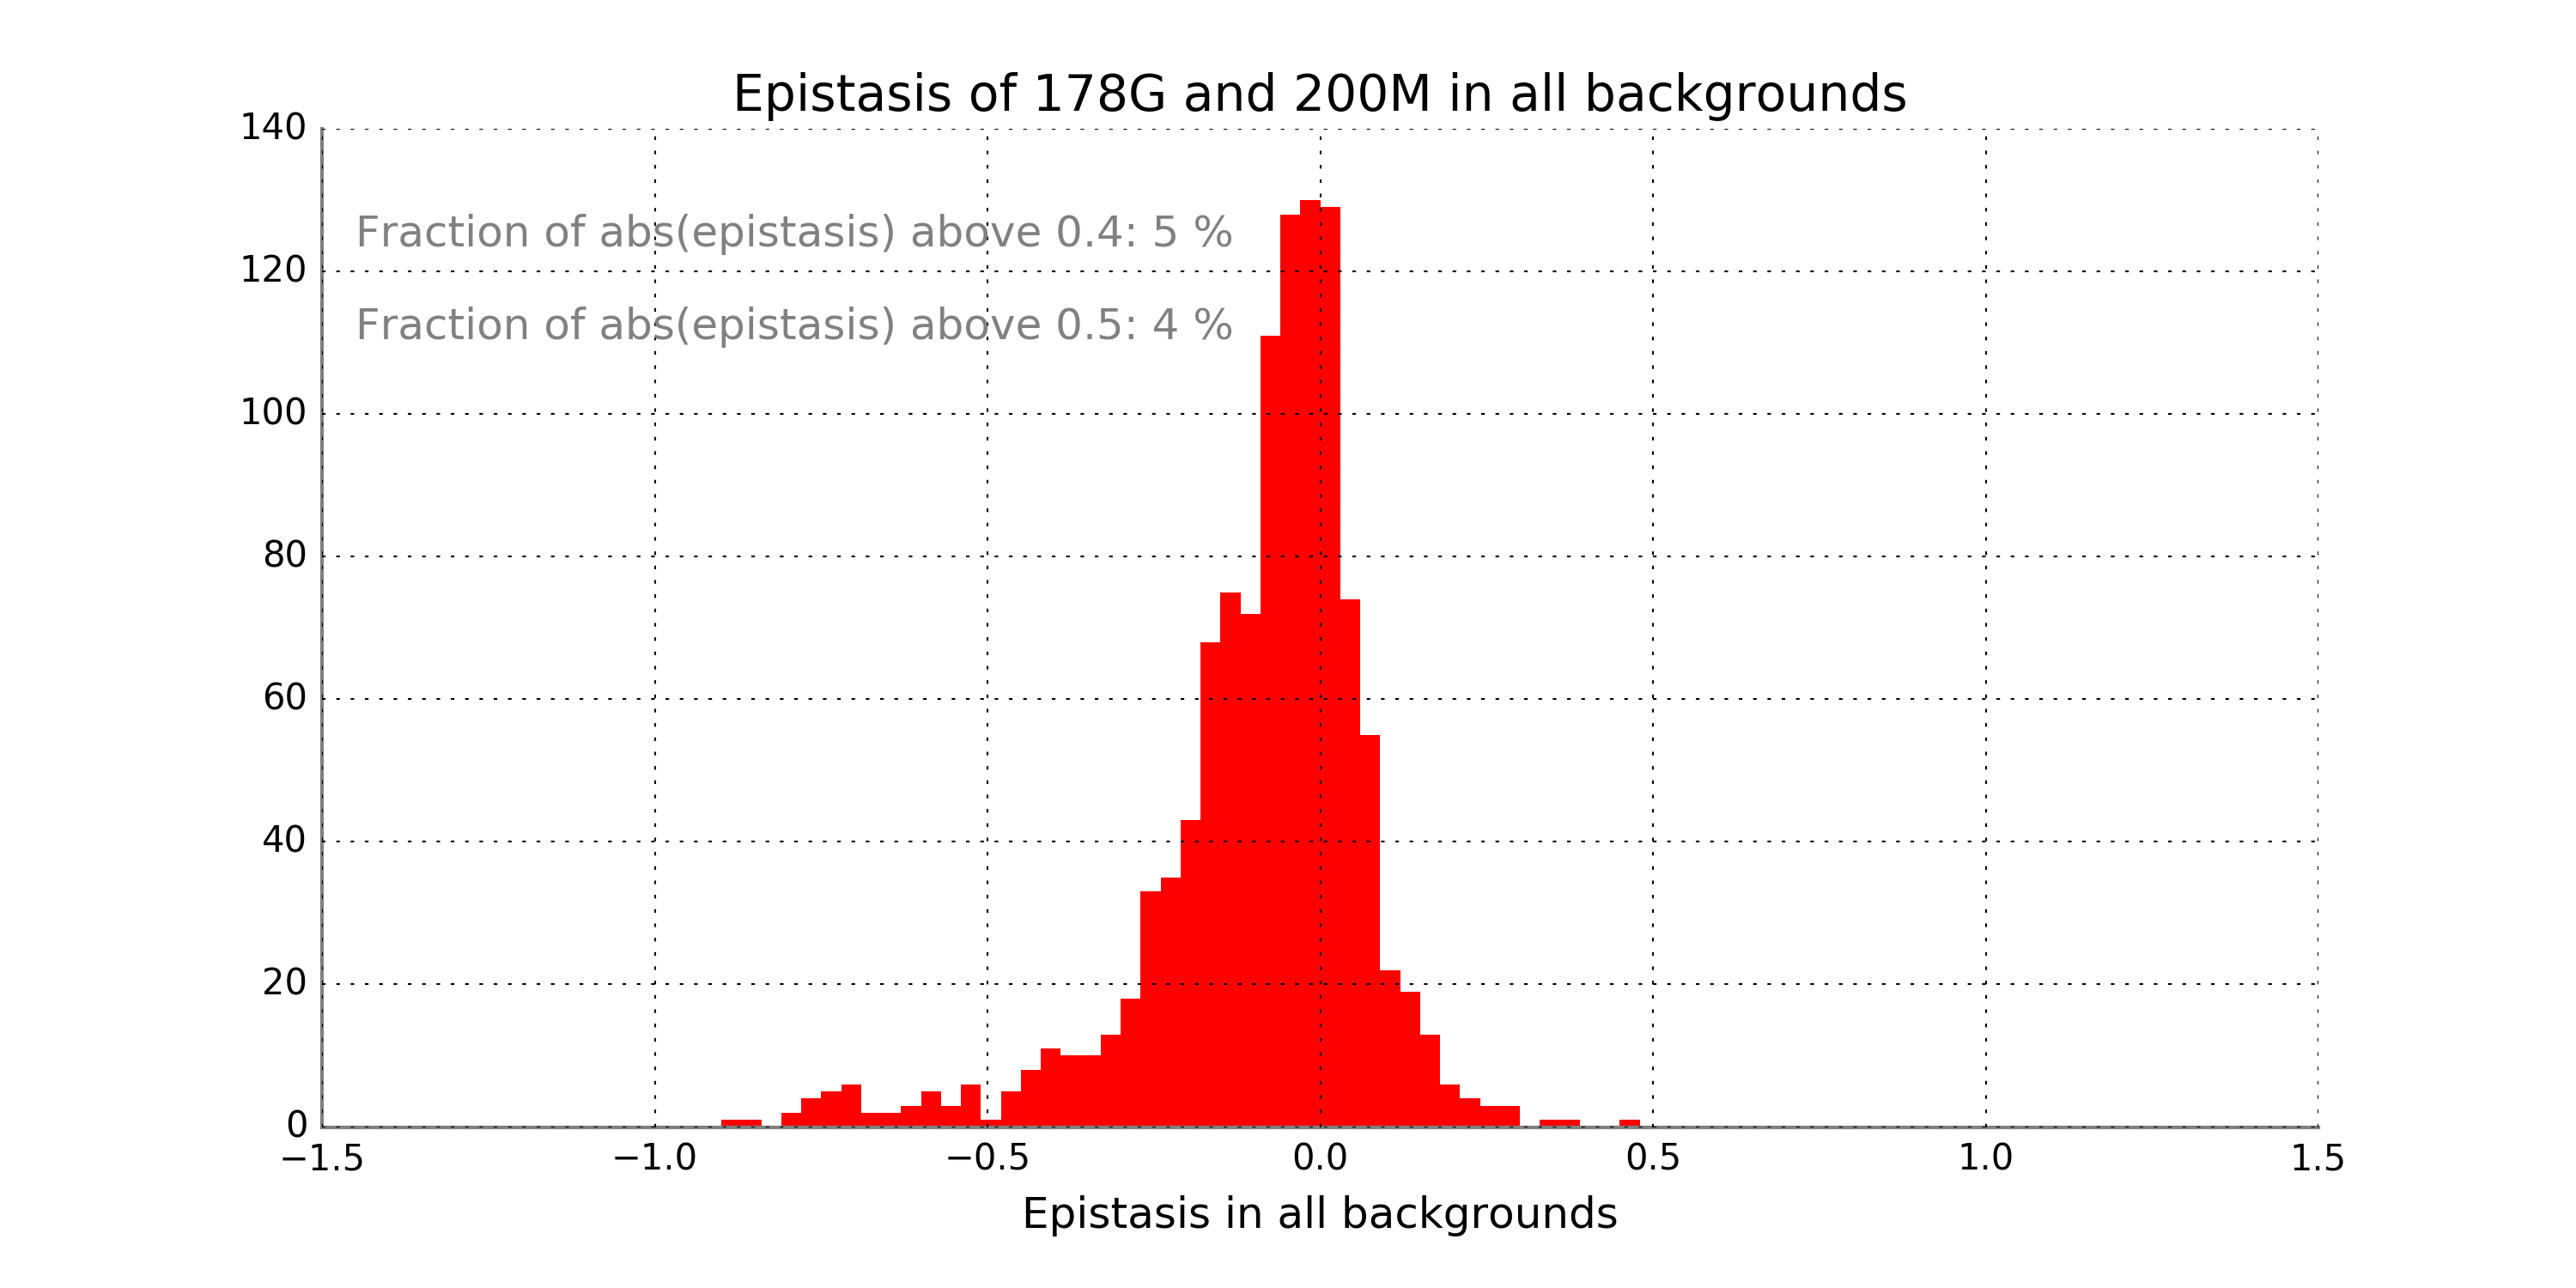 Epistasis of 178G and 200M in all backgrounds
140
Fraction of abs(epistasis) above 0.4: 5 %
120
Fraction of abs(epistasis) above 0.5: 4 %
100
80
60
40
20
0
−1.5 −1.0 −0.5 0.0 0.5 1.0 1.5
Epistasis in all backgrounds